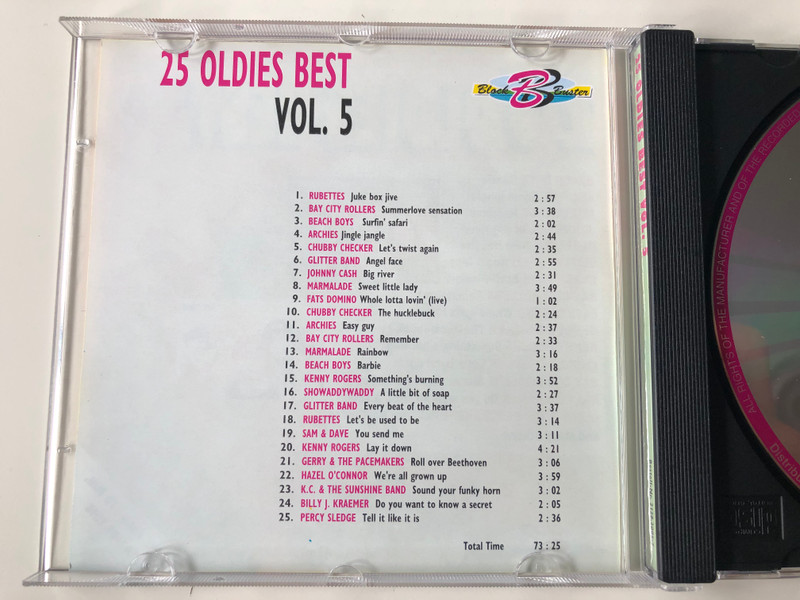 25 OLDIES BEST
VOL. 5
Block B Buster
1. RUBETTES Juke box jive 2 : 57
2. BAY CITY ROLLERS Summerlove sensation 3 : 38
3. BEACH BOYS Surfin' safari 2 : 02
4. ARCHIES Jingle jangle 2 : 44
5. CHUBBY CHECKER Let's twist again 2 : 35
6. GLITTER BAND Angel face 2 : 55
7. JOHNNY CASH Big river 2 : 31
8. MARMALADE Sweet little lady 3 : 49
9. FATS DOMINO Whole lotta lovin' (live) 1 : 02
10. CHUBBY CHECKER The hucklebuck 2 : 24
11. ARCHIES Easy guy 2 : 37
12. BAY CITY ROLLERS Remember 2 : 33
13. MARMALADE Rainbow 3 : 16
14. BEACH BOYS Barbie 2 : 18
15. KENNY ROGERS Something's burning 3 : 52
16. SHOWADDYWADDY A little bit of soap 2 : 27
17. GLITTER BAND Every beat of the heart 3 : 37
18. RUBETTES Let's be used to be 3 : 14
19. SAM & DAVE You send me 3 : 11
20. KENNY ROGERS Lay it down 4 : 21
21. GERRY & THE PACEMAKERS Roll over Beethoven 3 : 06
22. HAZEL O'CONNOR We're all grown up 3 : 59
23. K.C. & THE SUNSHINE BAND Sound your funky horn 3 : 02
24. BILLY J. KRAEMER Do you want to know a secret 2 : 05
25. PERCY SLEDGE Tell it like it is 2 : 36
Total Time 73 : 25
25 OLDIES BEST VOL. 5
ALL RIGHTS OF THE MANUFACTURER AND OF THE RECORDED